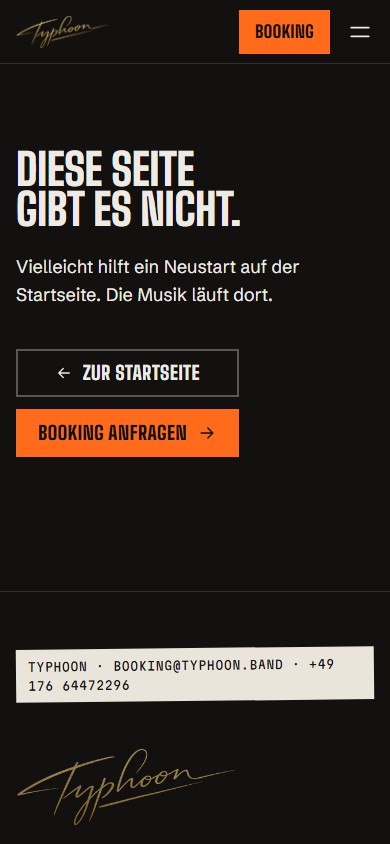 Typhoon
BOOKING
DIESE SEITE
GIBT ES NICHT.
Vielleicht hilft ein Neustart auf der
Startseite. Die Musik läuft dort.
← ZUR STARTSEITE
BOOKING ANFRAGEN →
TYPHOON · BOOKING@TYPHOON.BAND · +49
176 64472296
Typhoon